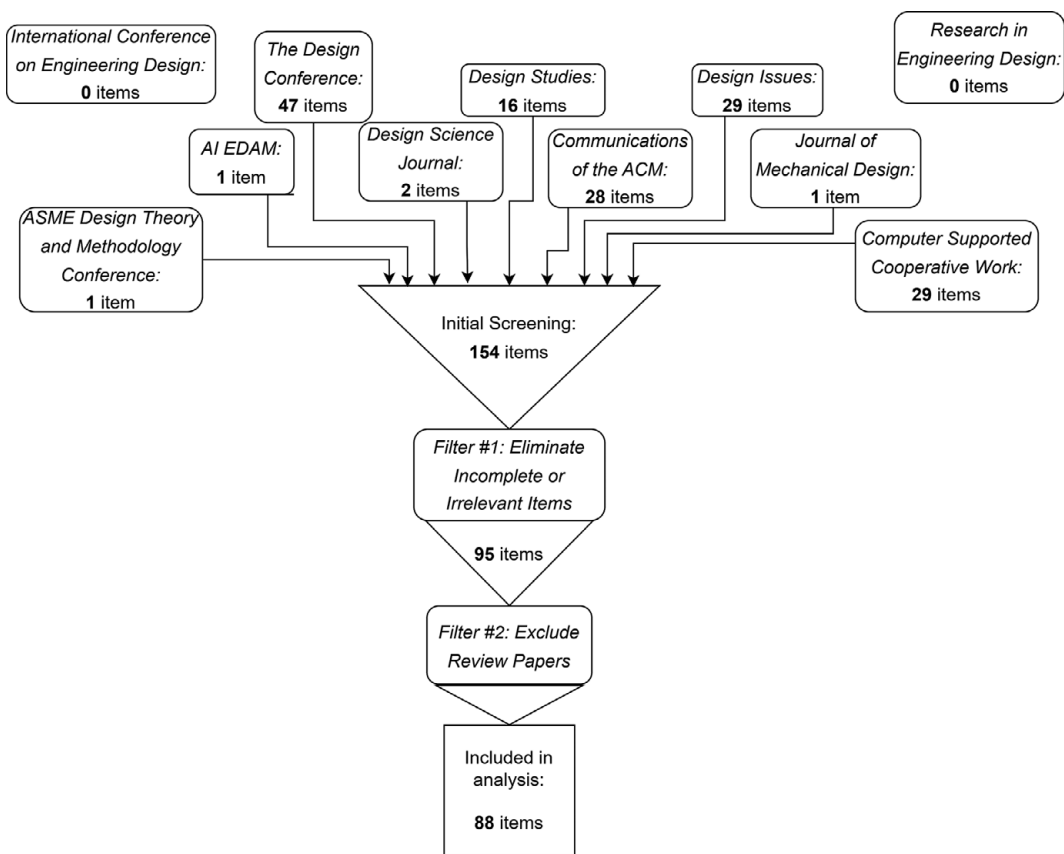 International Conference
on Engineering Design:
0 items
The Design
Conference:
47 items
Design Studies:
16 items
Design Issues:
29 items
Research in
Engineering Design:
0 items
AI EDAM:
1 item
Design Science
Journal:
2 items
Communications
of the ACM:
28 items
Journal of
Mechanical Design:
1 item
ASME Design Theory
and Methodology
Conference:
1 item
Computer Supported
Cooperative Work:
29 items
Initial Screening:
154 items
Filter #1: Eliminate
Incomplete or
Irrelevant Items
95 items
Filter #2: Exclude
Review Papers
Included in
analysis:
88 items